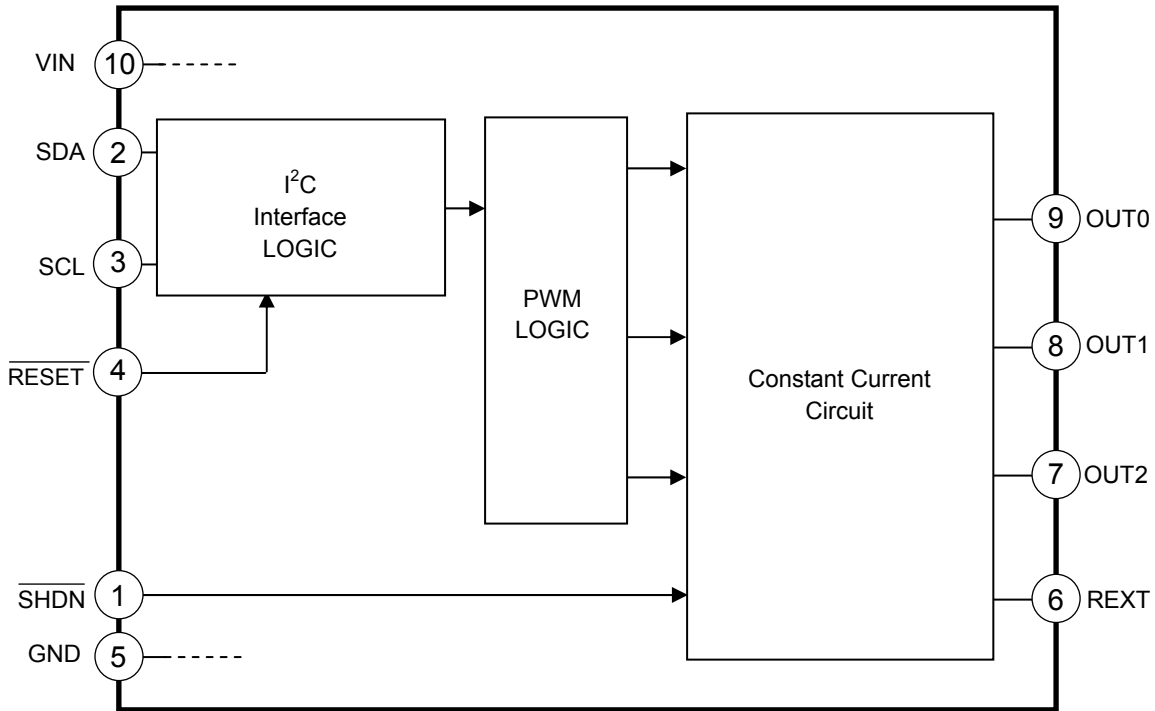 VIN 10
SDA 2
I²C
Interface
LOGIC
SCL 3
RESET 4
PWM
LOGIC
Constant Current
Circuit
9 OUT0
8 OUT1
7 OUT2
SHDN 1
6 REXT
GND 5